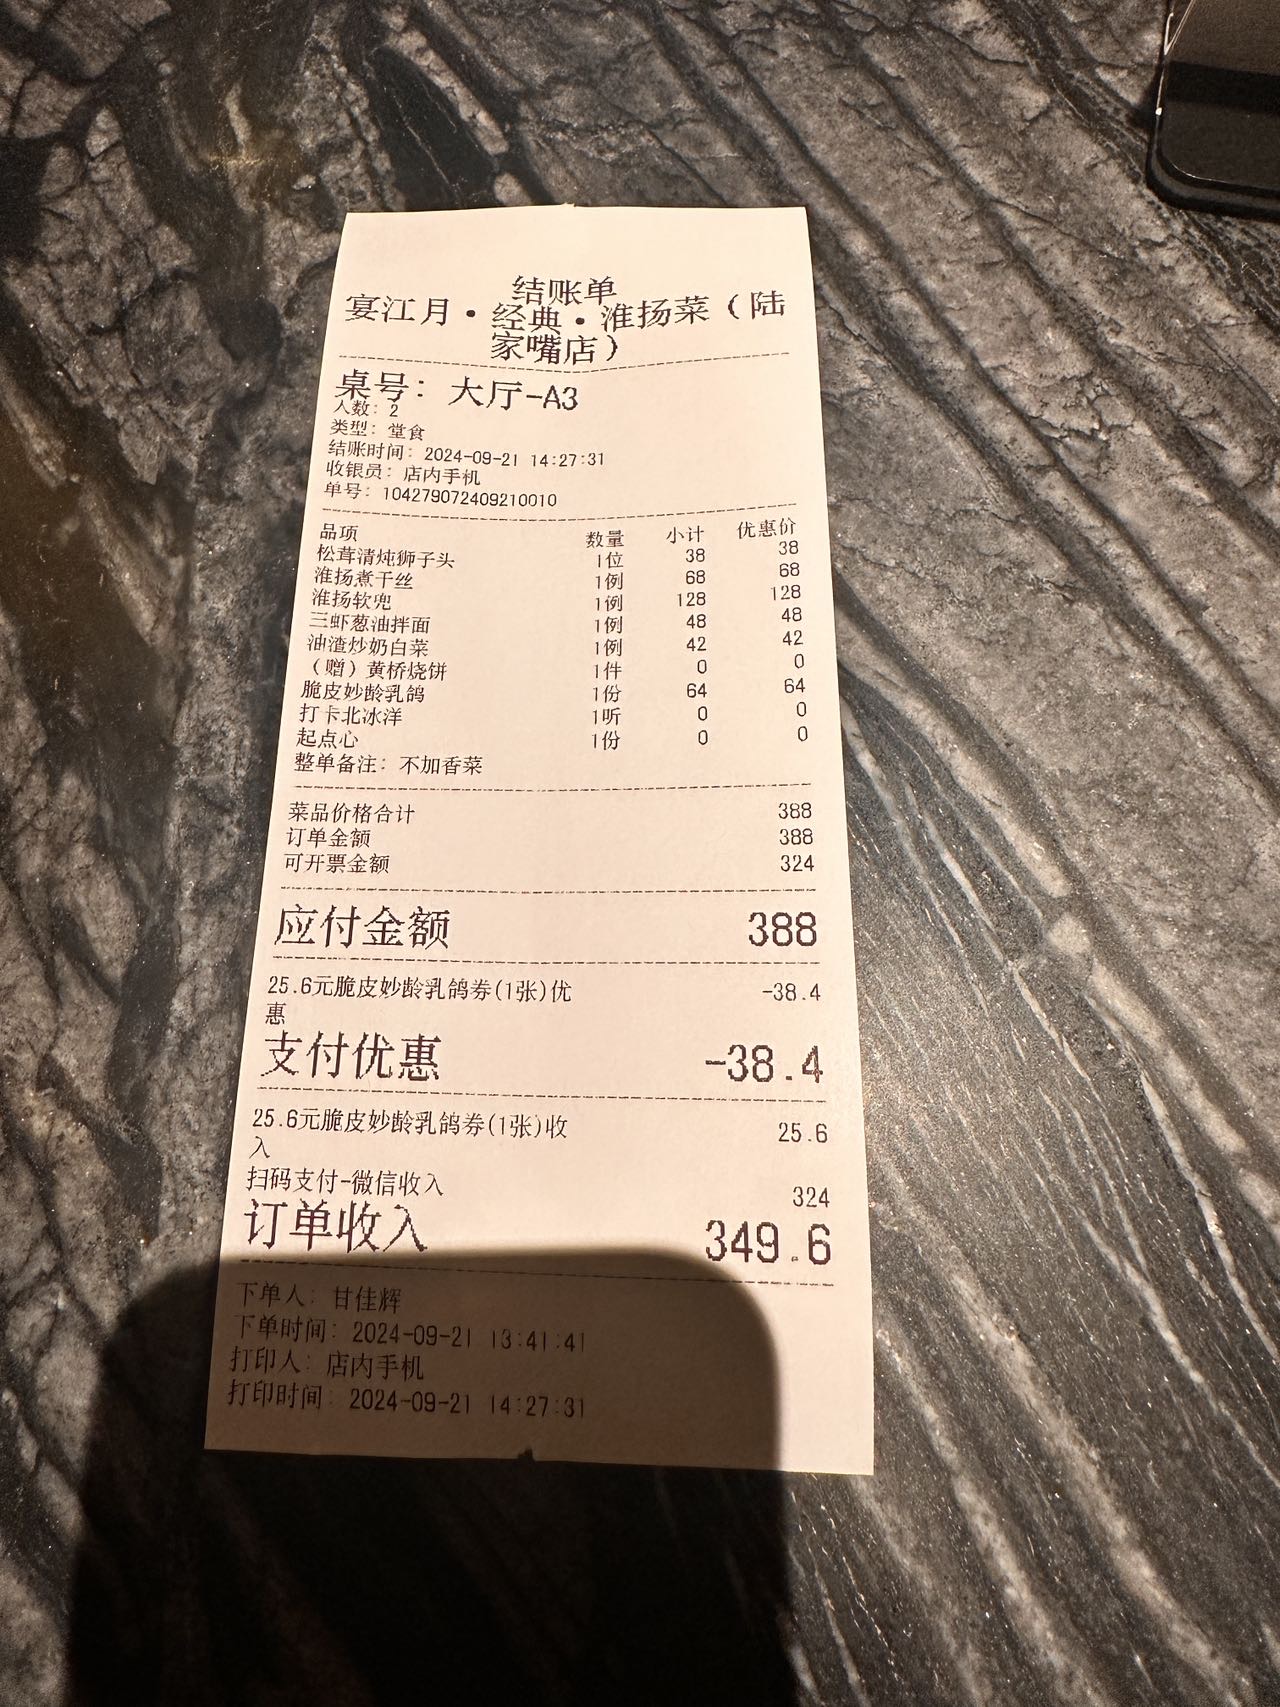 结账单
宴江月·经典·淮扬菜（陆
家嘴店）
桌号：大厅-A3
人数：2
类型：堂食
结账时间：2024-09-21 14:27:31
收银员：店内手机
单号：104279072409210010
品项 数量 小计 优惠价
松茸清炖狮子头 1位 38 38
淮扬煮干丝 1例 68 68
淮扬软兜 1例 128 128
三虾葱油拌面 1例 48 48
油渣炒奶白菜 1例 42 42
（赠）黄桥烧饼 1件 0 0
脆皮妙龄乳鸽 1份 64 64
打卡北冰洋 1听 0 0
起点心 1份 0 0
整单备注：不加香菜
菜品价格合计 388
订单金额 388
可开票金额 324
应付金额 388
25.6元脆皮妙龄乳鸽券(1张)优 -38.4
惠
支付优惠 -38.4
25.6元脆皮妙龄乳鸽券(1张)收 25.6
入
扫码支付-微信收入 324
订单收入 349.6
下单人：甘佳辉
下单时间：2024-09-21 13:41:41
打印人：店内手机
打印时间：2024-09-21 14:27:31